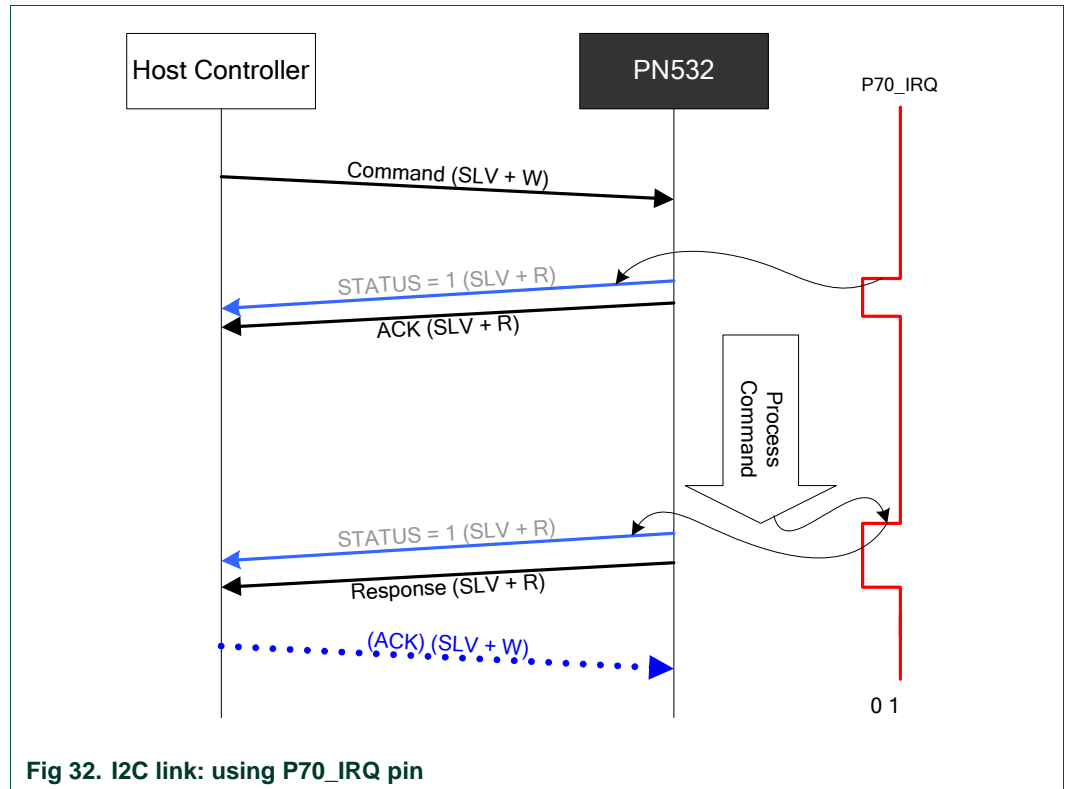 Host Controller
PN532
P70_IRQ
Command (SLV + W)
STATUS = 1 (SLV + R)
ACK (SLV + R)
Process
Command
STATUS = 1 (SLV + R)
Response (SLV + R)
(ACK) (SLV + W)
0 1
Fig 32. I2C link: using P70_IRQ pin